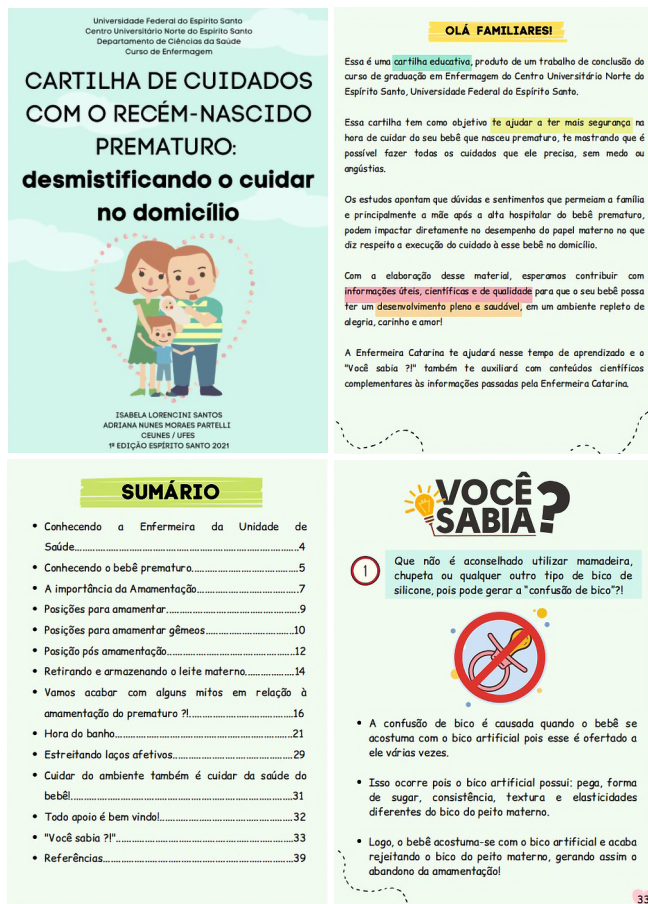 Universidade Federal do Espírito Santo
Centro Universitário Norte do Espírito Santo
Departamento de Ciências da Saúde
Curso de Enfermagem
CARTILHA DE CUIDADOS
COM O RECÉM-NASCIDO
PREMATURO:
desmistificando o cuidar
no domicílio
ISABELA LORENCINI SANTOS
ADRIANA NUNES MORAES PARTELLI
CEUNES / UFES
1ª EDIÇÃO ESPÍRITO SANTO 2021
OLÁ FAMILIARES!
Essa é uma cartilha educativa, produto de um trabalho de conclusão do
curso de graduação em Enfermagem do Centro Universitário Norte do
Espírito Santo, Universidade Federal do Espírito Santo.
Essa cartilha tem como objetivo te ajudar a ter mais segurança na
hora de cuidar do seu bebê que nasceu prematuro, te mostrando que é
possível fazer todos os cuidados que ele precisa, sem medo ou
angústias.
Os estudos apontam que dúvidas e sentimentos que permeiam a família
e principalmente a mãe após a alta hospitalar do bebê prematuro,
podem impactar diretamente no desempenho do papel materno no que
diz respeito a execução do cuidado à esse bebê no domicílio.
Com a elaboração desse material, esperamos contribuir com
informações úteis, científicas e de qualidade para que o seu bebê possa
ter um desenvolvimento pleno e saudável, em um ambiente repleto de
alegria, carinho e amor!
A Enfermeira Catarina te ajudará nesse tempo de aprendizado e o
"Você sabia ?!" também te auxiliará com conteúdos científicos
complementares às informações passadas pela Enfermeira Catarina.
SUMÁRIO
• Conhecendo a Enfermeira da Unidade de
Saúde...4
• Conhecendo o bebê prematuro...5
• A importância da Amamentação...7
• Posições para amamentar...9
• Posições para amamentar gêmeos...10
• Posição pós amamentação...12
• Retirando e armazenando o leite materno...14
• Vamos acabar com alguns mitos em relação à
amamentação do prematuro ?!...16
• Hora do banho...21
• Estreitando laços afetivos...29
• Cuidar do ambiente também é cuidar da saúde do
bebê!...31
• Todo apoio é bem vindo!...32
• "Você sabia ?!"...33
• Referências...39
VOCÊ
SABIA?
1
Que não é aconselhado utilizar mamadeira,
chupeta ou qualquer outro tipo de bico de
silicone, pois pode gerar a "confusão de bico"?!
• A confusão de bico é causada quando o bebê se
acostuma com o bico artificial pois esse é ofertado a
ele várias vezes.
• Isso ocorre pois o bico artificial possui: pega, forma
de sugar, consistência, textura e elasticidades
diferentes do bico do peito materno.
• Logo, o bebê acostuma-se com o bico artificial e acaba
rejeitando o bico do peito materno, gerando assim o
abandono da amamentação!
33